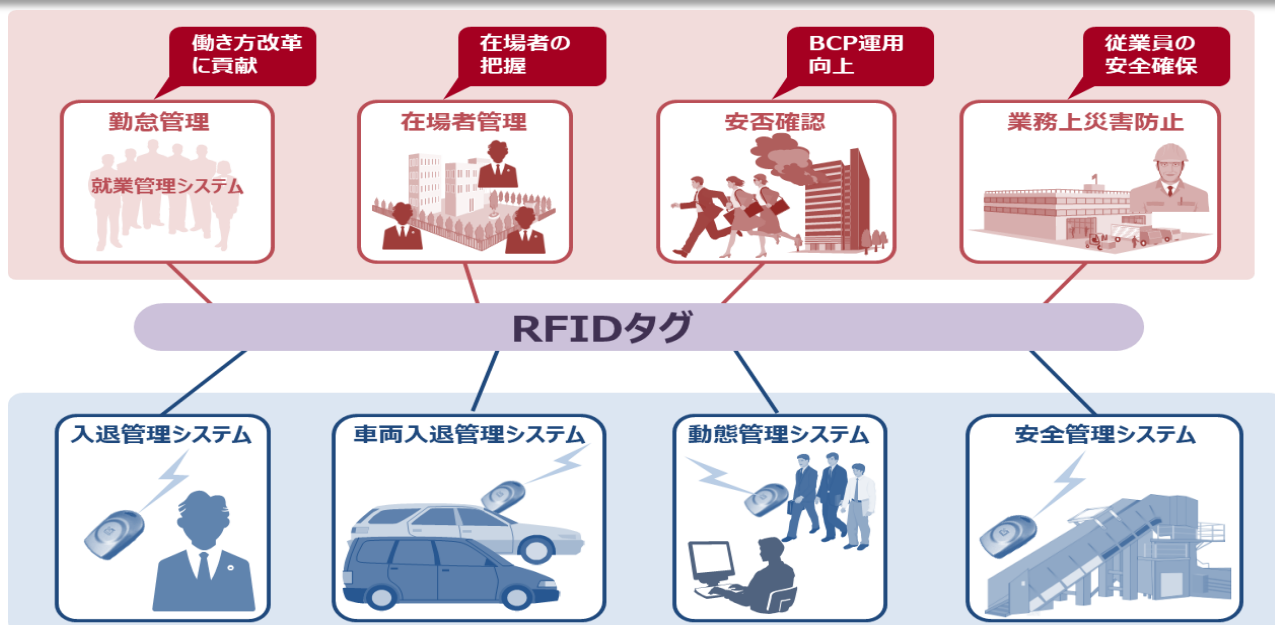 働き方改革
に貢献
在場者の
把握
BCP運用
向上
従業員の
安全確保
勤怠管理
在場者管理
安否確認
業務上災害防止
就業管理システム
RFIDタグ
入退管理システム
車両入退管理システム
動態管理システム
安全管理システム